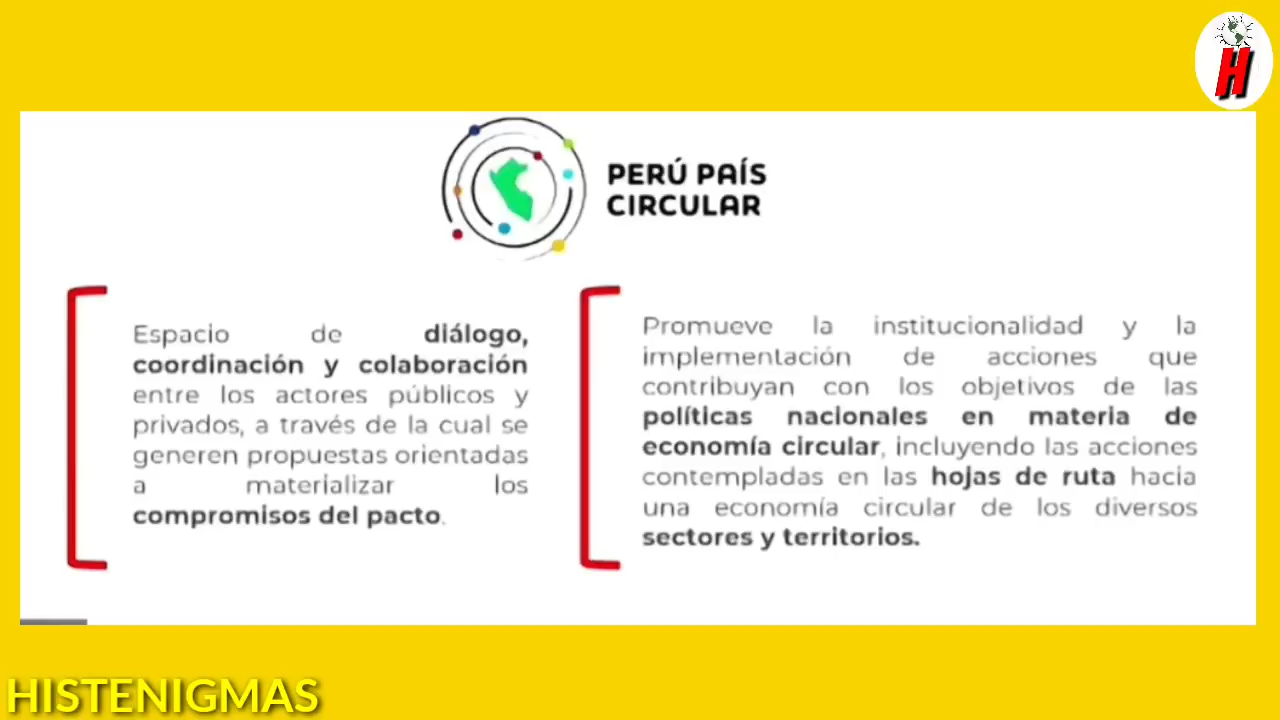 H
PERÚ PAÍS
CIRCULAR
Espacio de diálogo,
coordinación y colaboración
entre los actores públicos y
privados, a través de la cual se
generen propuestas orientadas
a materializar los
compromisos del pacto.
Promueve la institucionalidad y la
implementación de acciones que
contribuyan con los objetivos de las
políticas nacionales en materia de
economía circular, incluyendo las acciones
contempladas en las hojas de ruta hacia
una economía circular de los diversos
sectores y territorios.
HISTENIGMAS